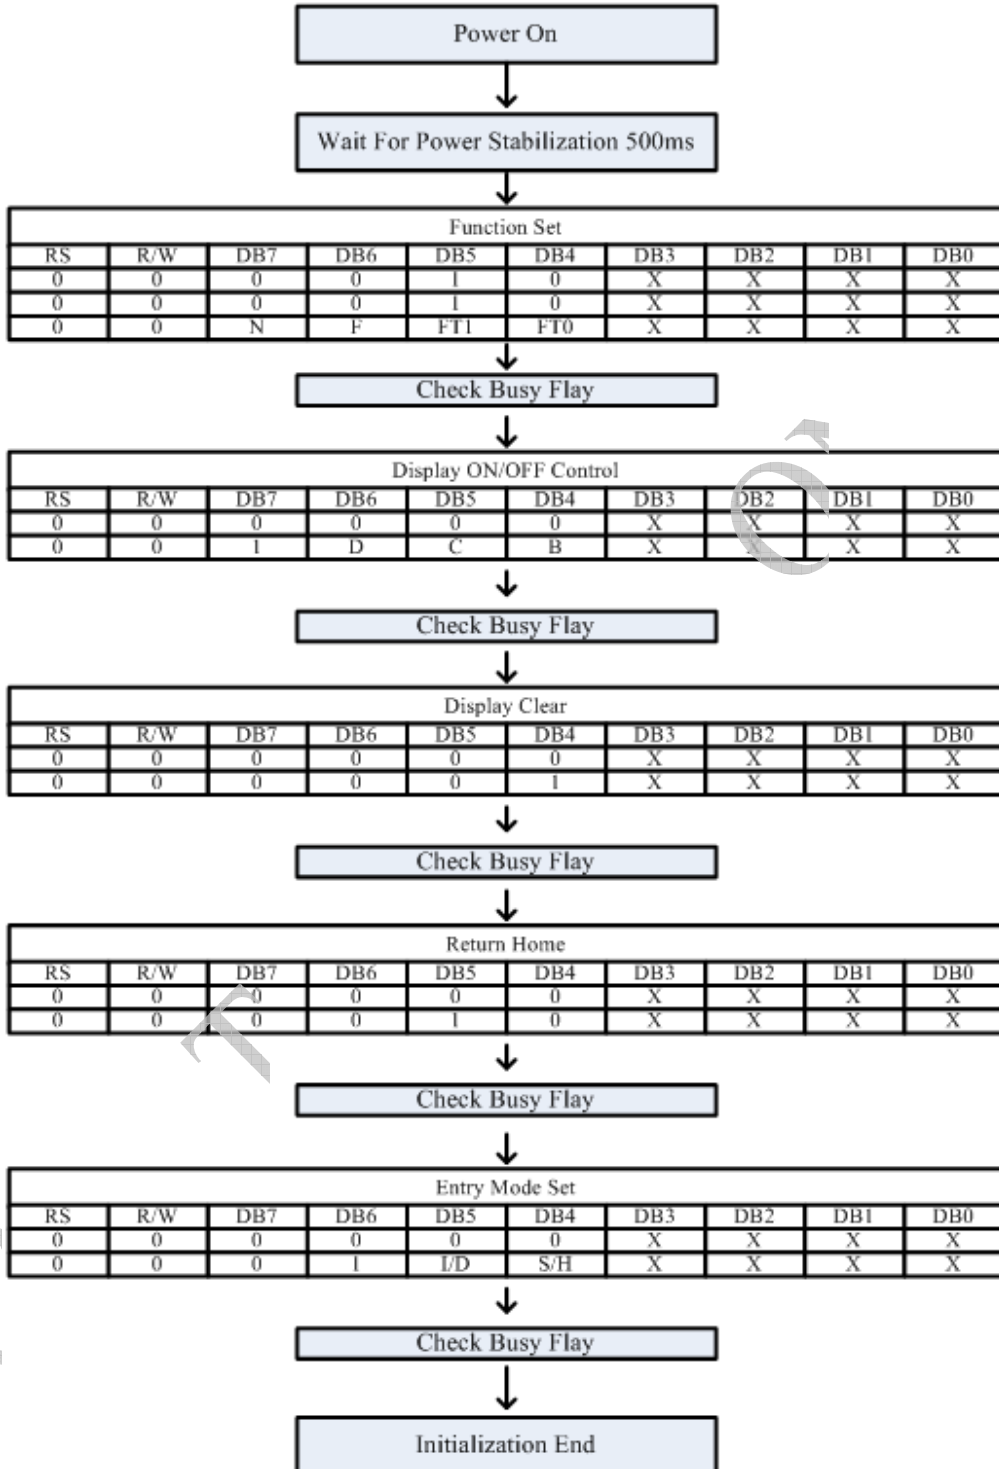 Power On
Wait For Power Stabilization 500ms
Function Set
RS R/W DB7 DB6 DB5 DB4 DB3 DB2 DB1 DB0
0 0 0 0 1 0 X X X X
0 0 0 0 1 0 X X X X
0 0 N F FT1 FT0 X X X X
Check Busy Flay
Display ON/OFF Control
RS R/W DB7 DB6 DB5 DB4 DB3 DB2 DB1 DB0
0 0 0 0 0 0 X X X X
0 0 1 D C B X X X X
Check Busy Flay
Display Clear
RS R/W DB7 DB6 DB5 DB4 DB3 DB2 DB1 DB0
0 0 0 0 0 0 X X X X
0 0 0 0 0 1 X X X X
Check Busy Flay
Return Home
RS R/W DB7 DB6 DB5 DB4 DB3 DB2 DB1 DB0
0 0 0 0 0 0 X X X X
0 0 0 0 1 0 X X X X
Check Busy Flay
Entry Mode Set
RS R/W DB7 DB6 DB5 DB4 DB3 DB2 DB1 DB0
0 0 0 0 0 0 X X X X
0 0 0 1 I/D S/H X X X X
Check Busy Flay
Initialization End